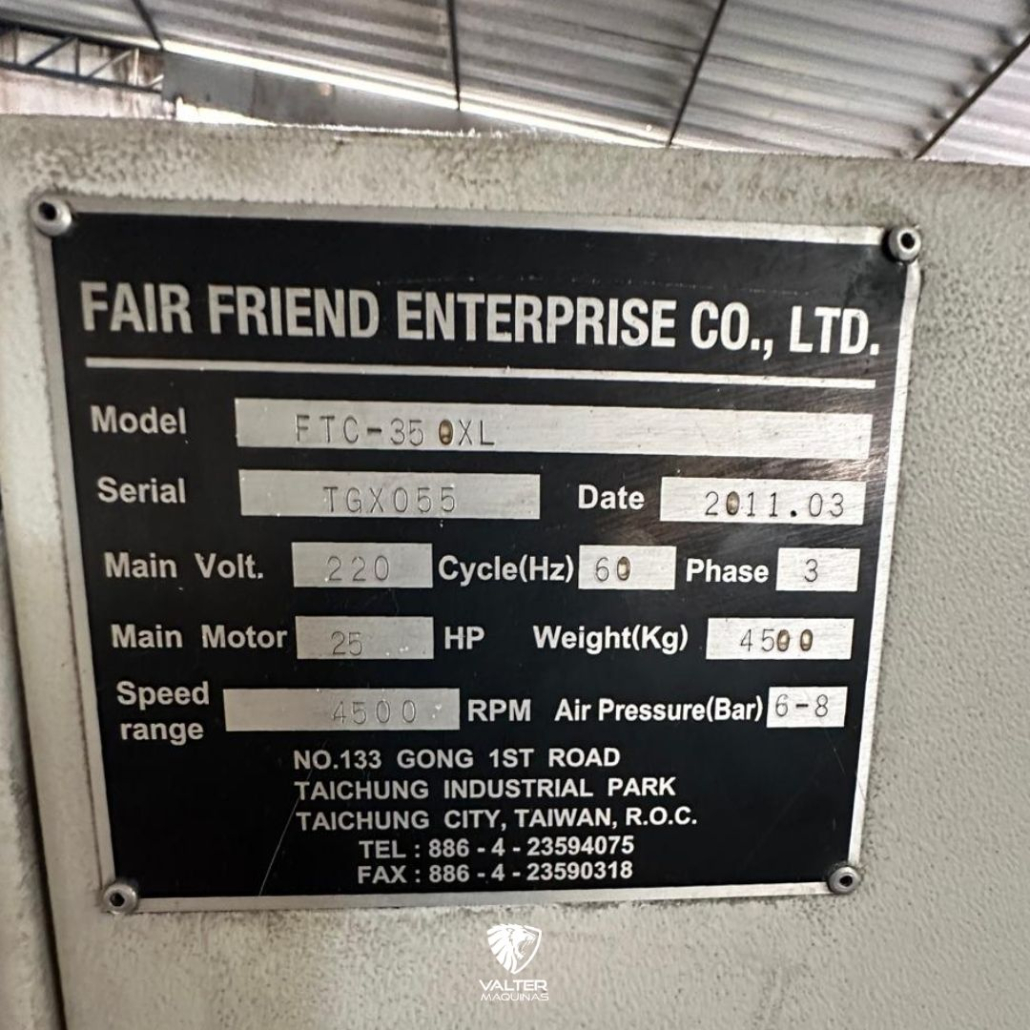 FAIR FRIEND ENTERPRISE CO., LTD.
Model FTC-350XL
Serial TGX055 Date 2011.03
Main Volt. 220 Cycle(Hz) 60 Phase 3
Main Motor 25 HP Weight(Kg) 4500
Speed range 4500 RPM Air Pressure(Bar) 6-8
NO.133 GONG 1ST ROAD
TAICHUNG INDUSTRIAL PARK
TAICHUNG CITY, TAIWAN, R.O.C.
TEL : 886 - 4 - 23594075
FAX : 886 - 4 - 23590318
VALTER
MAQUINAS